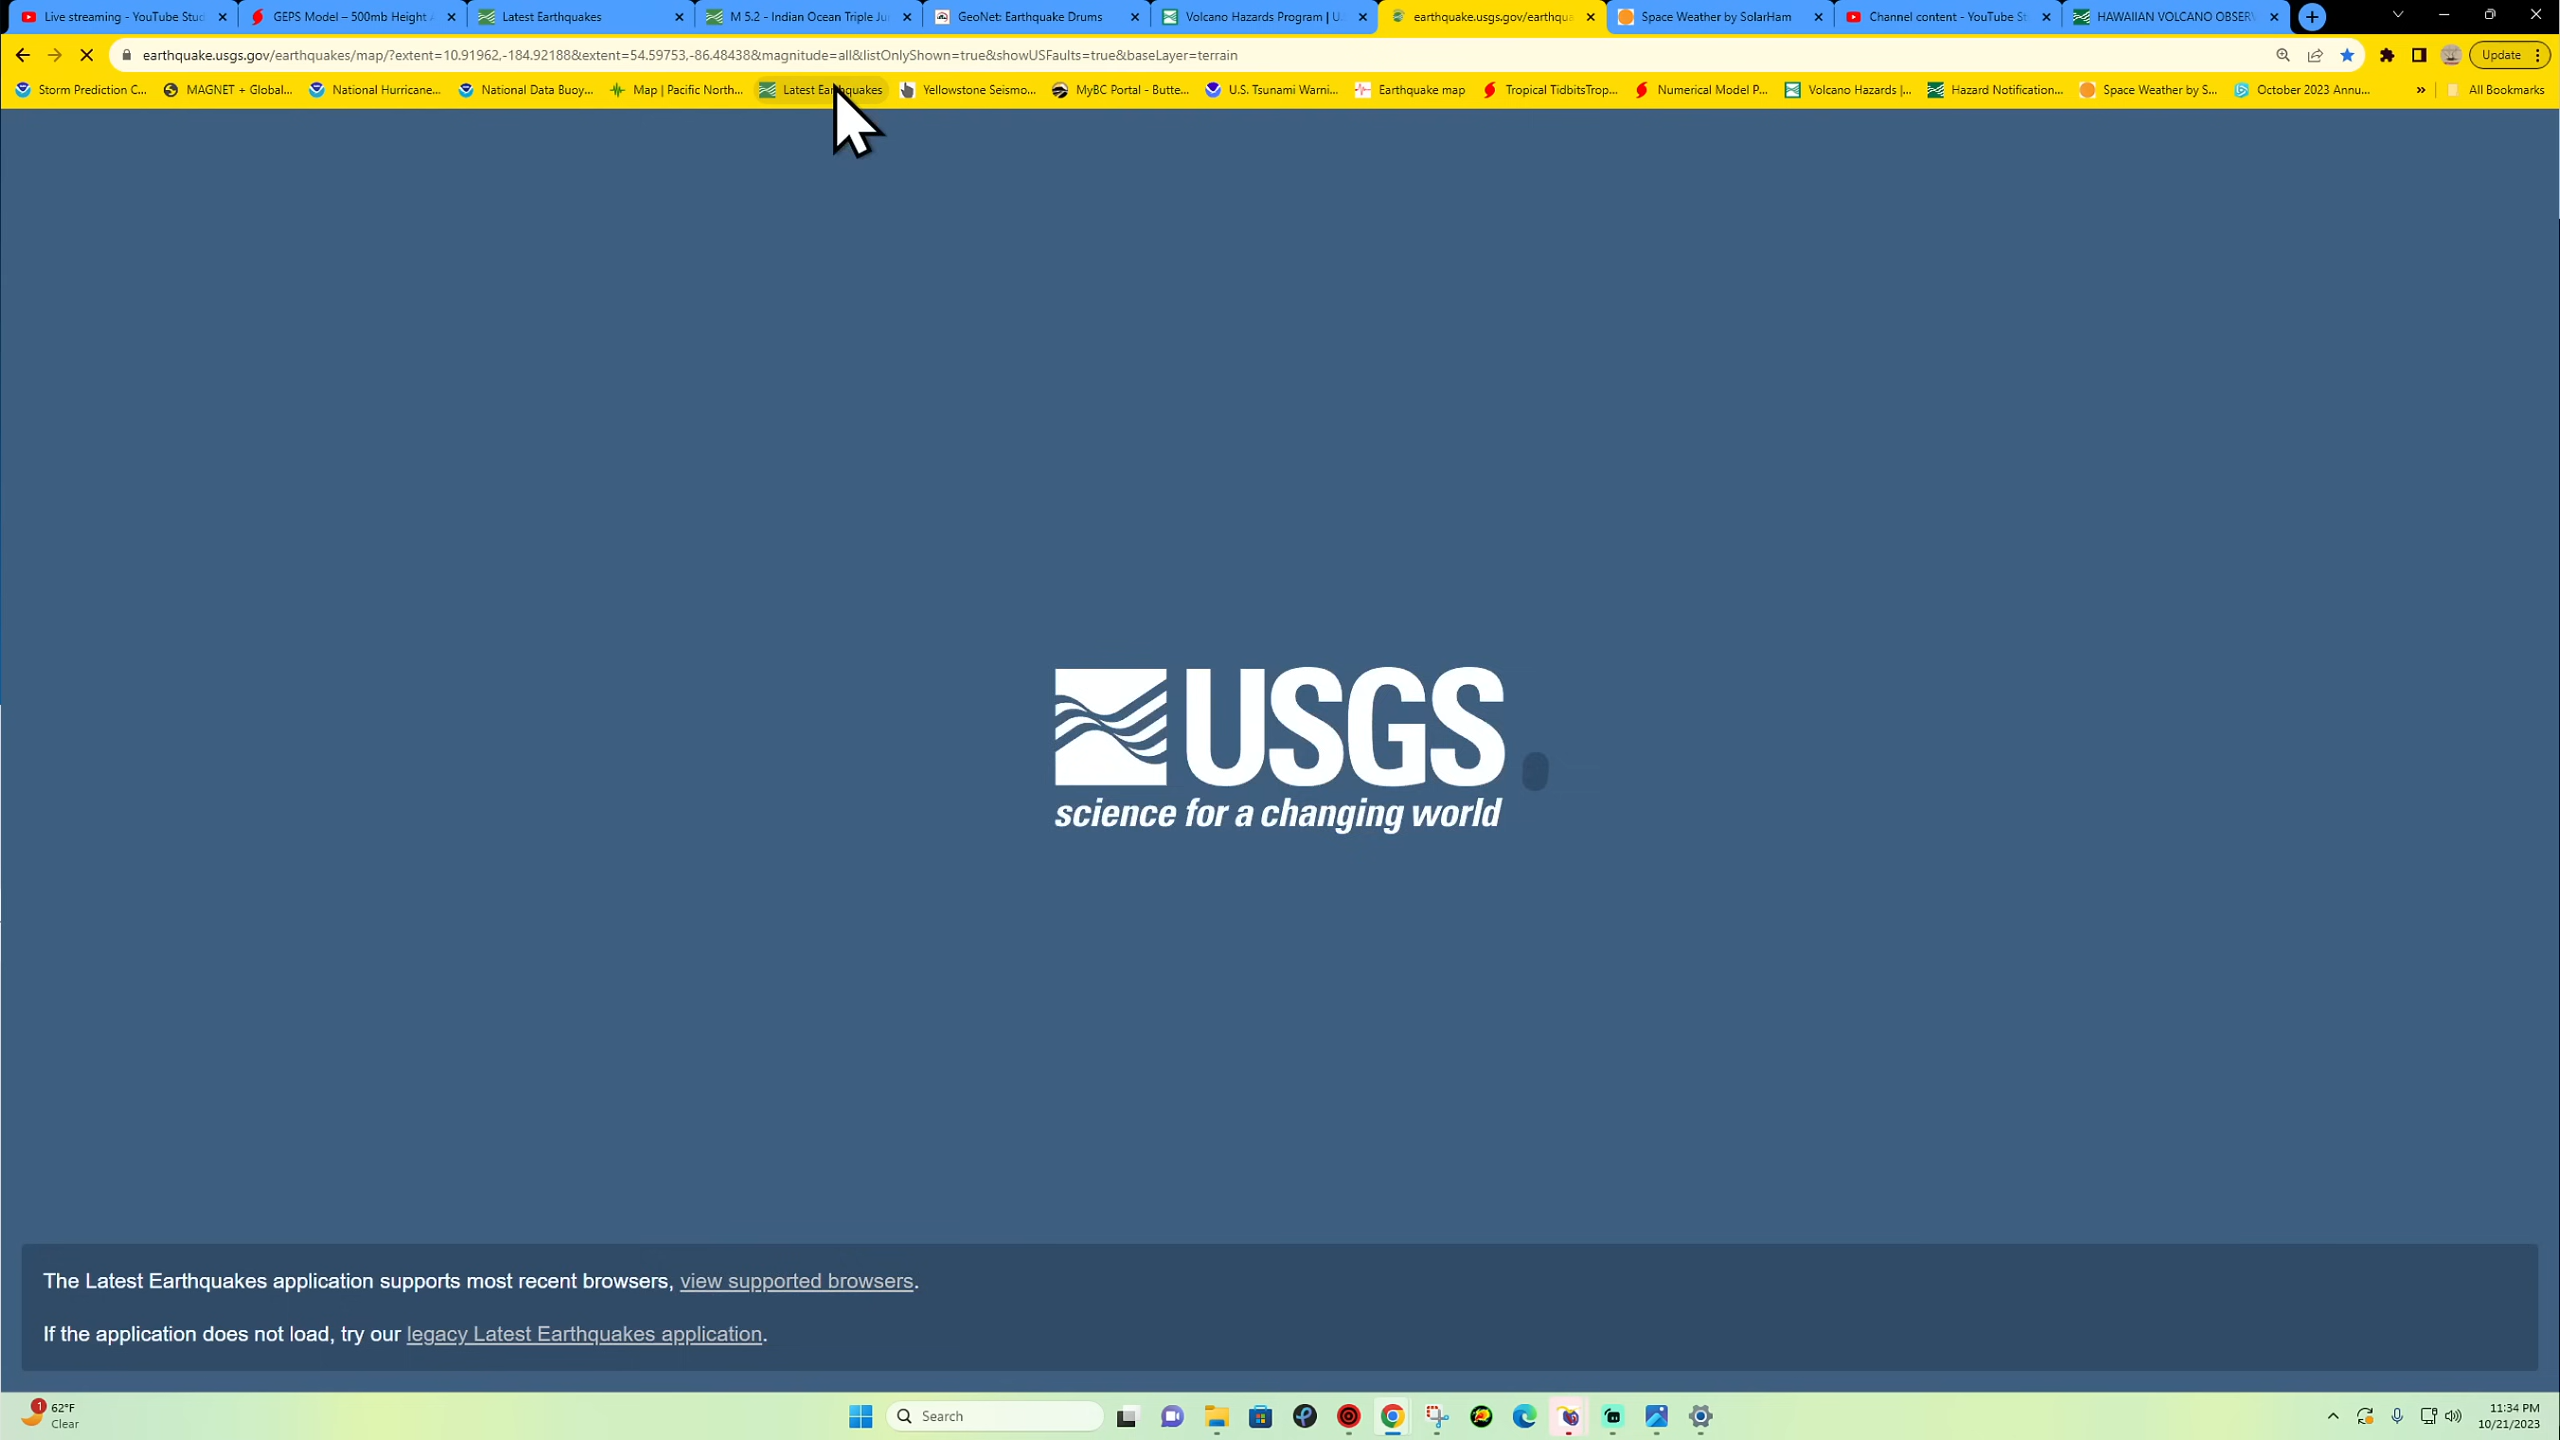 Live streaming - YouTube Stud
GEPS Model – 500mb Height A
Latest Earthquakes
M 5.2 - Indian Ocean Triple Ju
GeoNet: Earthquake Drums
Volcano Hazards Program | U.
earthquake.usgs.gov/earthqua
Space Weather by SolarHam
Channel content - YouTube St
HAWAIIAN VOLCANO OBSERV
earthquake.usgs.gov/earthquakes/map/?extent=10.91962,-184.92188&extent=54.59753,-86.48438&magnitude=all&listOnlyShown=true&showUSFaults=true&baseLayer=terrain
Update
Storm Prediction C...
MAGNET + Global...
National Hurricane...
National Data Buoy...
Map | Pacific North...
Latest Earthquakes
Yellowstone Seismo...
MyBC Portal - Butte...
U.S. Tsunami Warni...
Earthquake map
Tropical TidbitsTrop...
Numerical Model P...
Volcano Hazards |...
Hazard Notification...
Space Weather by S...
October 2023 Annu...
»
All Bookmarks
USGS
science for a changing world
The Latest Earthquakes application supports most recent browsers, view supported browsers.
If the application does not load, try our legacy Latest Earthquakes application.
1
62°F
Clear
Search
11:34 PM
10/21/2023